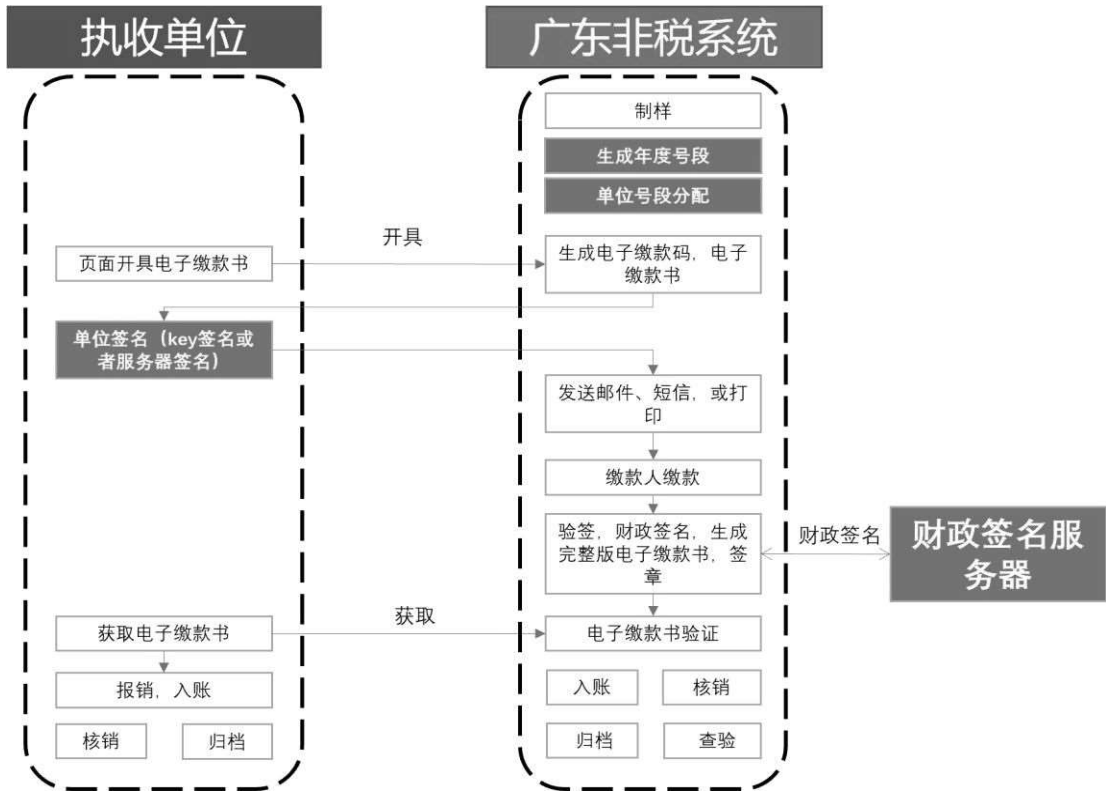 执收单位
广东非税系统
制样
生成年度号段
单位号段分配
开具
页面开具电子缴款书
生成电子缴款码，电子
缴款书
单位签名（key签名或
者服务器签名）
发送邮件、短信，或打
印
缴款人缴款
验签，财政签名，生成
完整版电子缴款书，签
章
财政签名
财政签名服
务器
获取电子缴款书
获取
电子缴款书验证
报销，入账
入账
核销
核销
归档
归档
查验